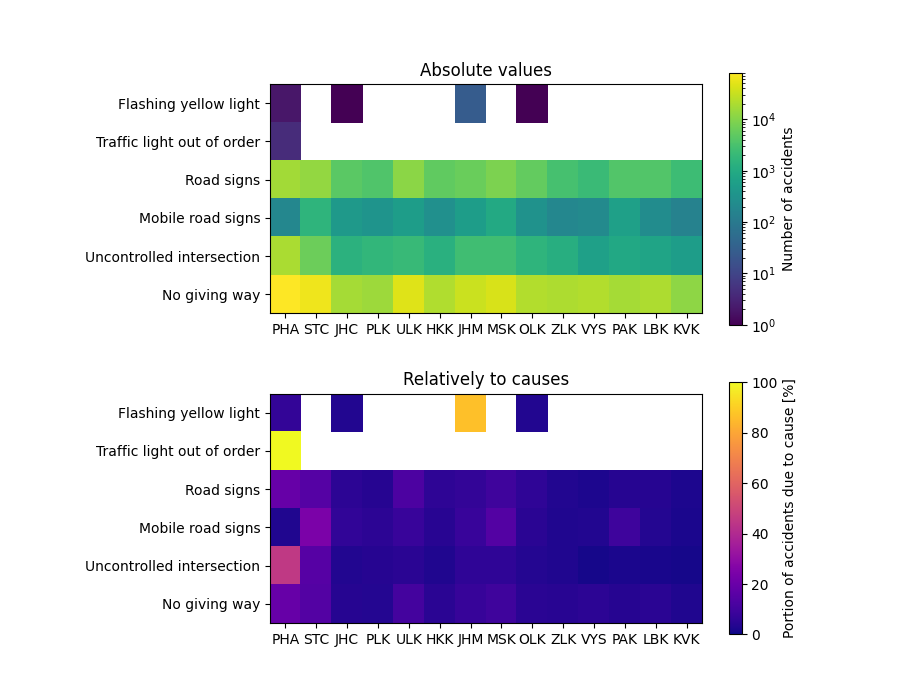 Absolute values
Flashing yellow light
Traffic light out of order
Road signs
Mobile road signs
Uncontrolled intersection
No giving way
PHA STC JHC PLK ULK HKK JHM MSK OLK ZLK VYS PAK LBK KVK
10^4
10^3
10^2
10^1
10^0
Number of accidents
Relatively to causes
Flashing yellow light
Traffic light out of order
Road signs
Mobile road signs
Uncontrolled intersection
No giving way
PHA STC JHC PLK ULK HKK JHM MSK OLK ZLK VYS PAK LBK KVK
100
80
60
40
20
0
Portion of accidents due to cause [%]